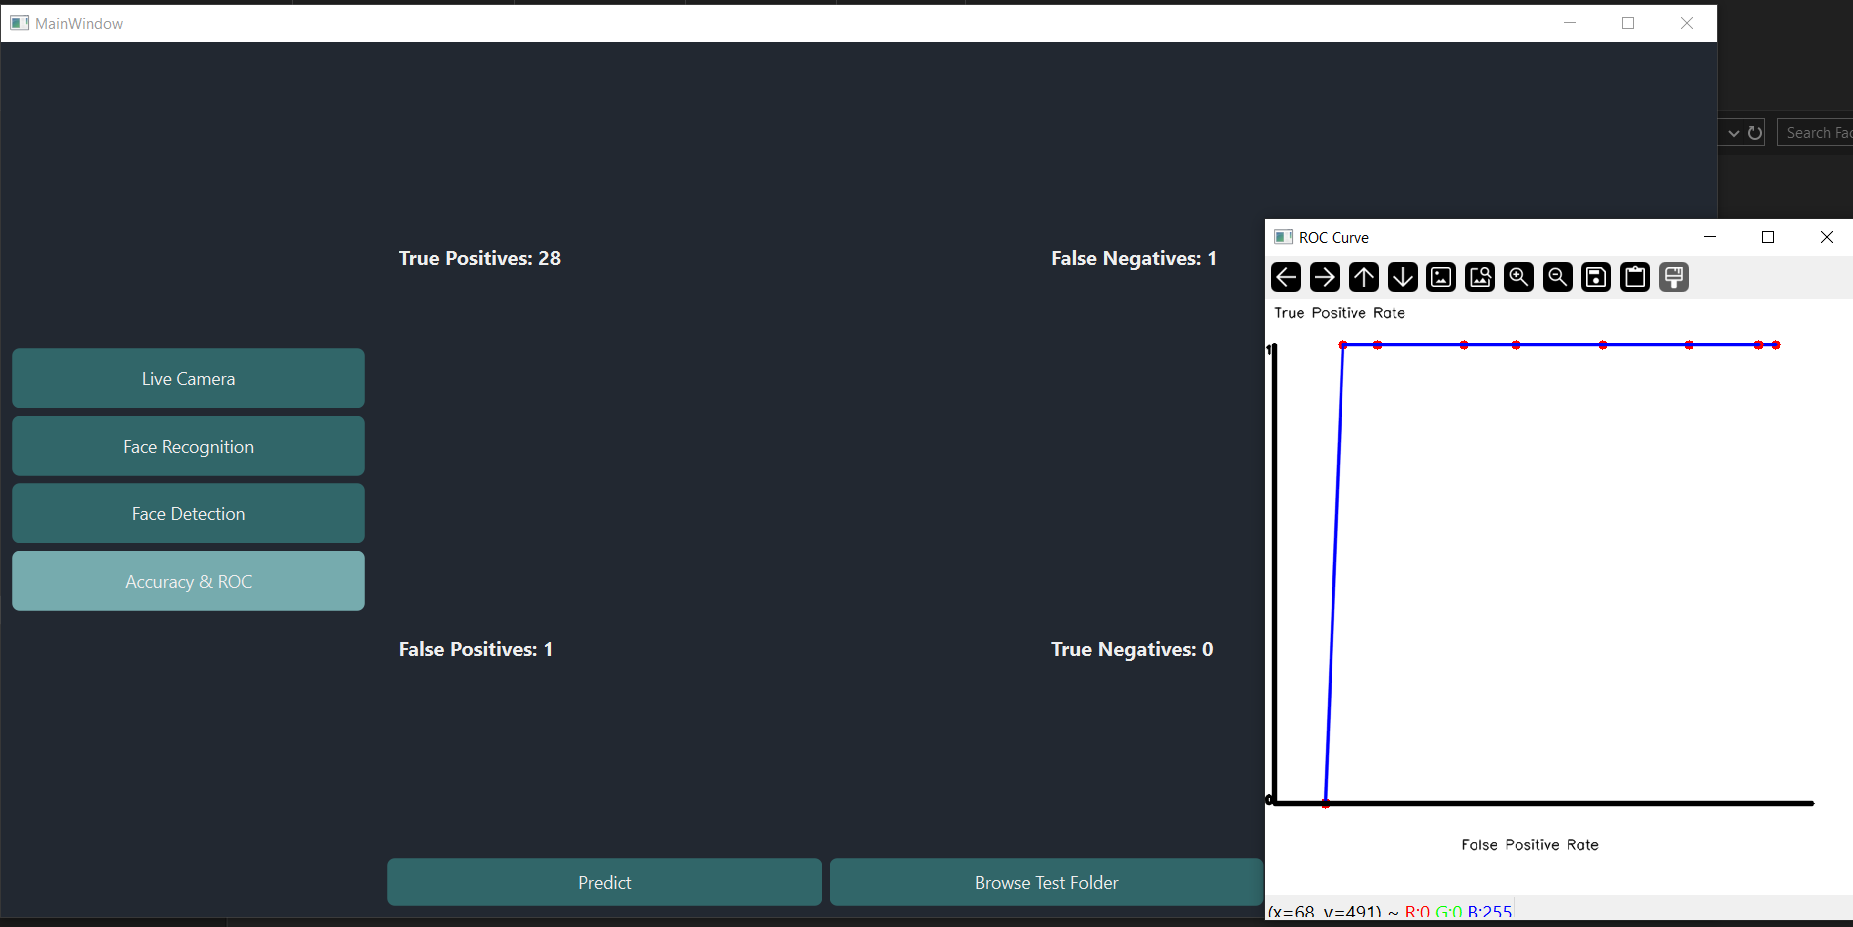 MainWindow
Search Fac
True Positives: 28
False Negatives: 1
ROC Curve
True Positive Rate
1
Live Camera
Face Recognition
Face Detection
Accuracy & ROC
False Positives: 1
True Negatives: 0
0
False Positive Rate
Predict
Browse Test Folder
(x=68, y=491) ~ R:0 G:0 B:255